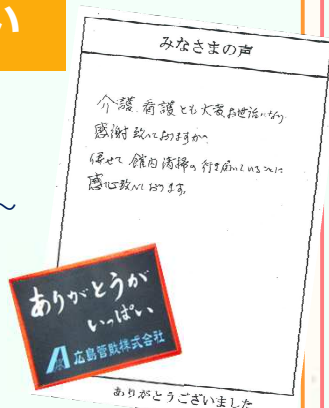 い
みなさまの声
介護、看護とも大変お世話になり
感謝致しておりますが、
併せて館内清掃の行き届いていることに
感心致しております。
～
ありがとうが
いっぱい
広島管財株式会社
ありがとうございました